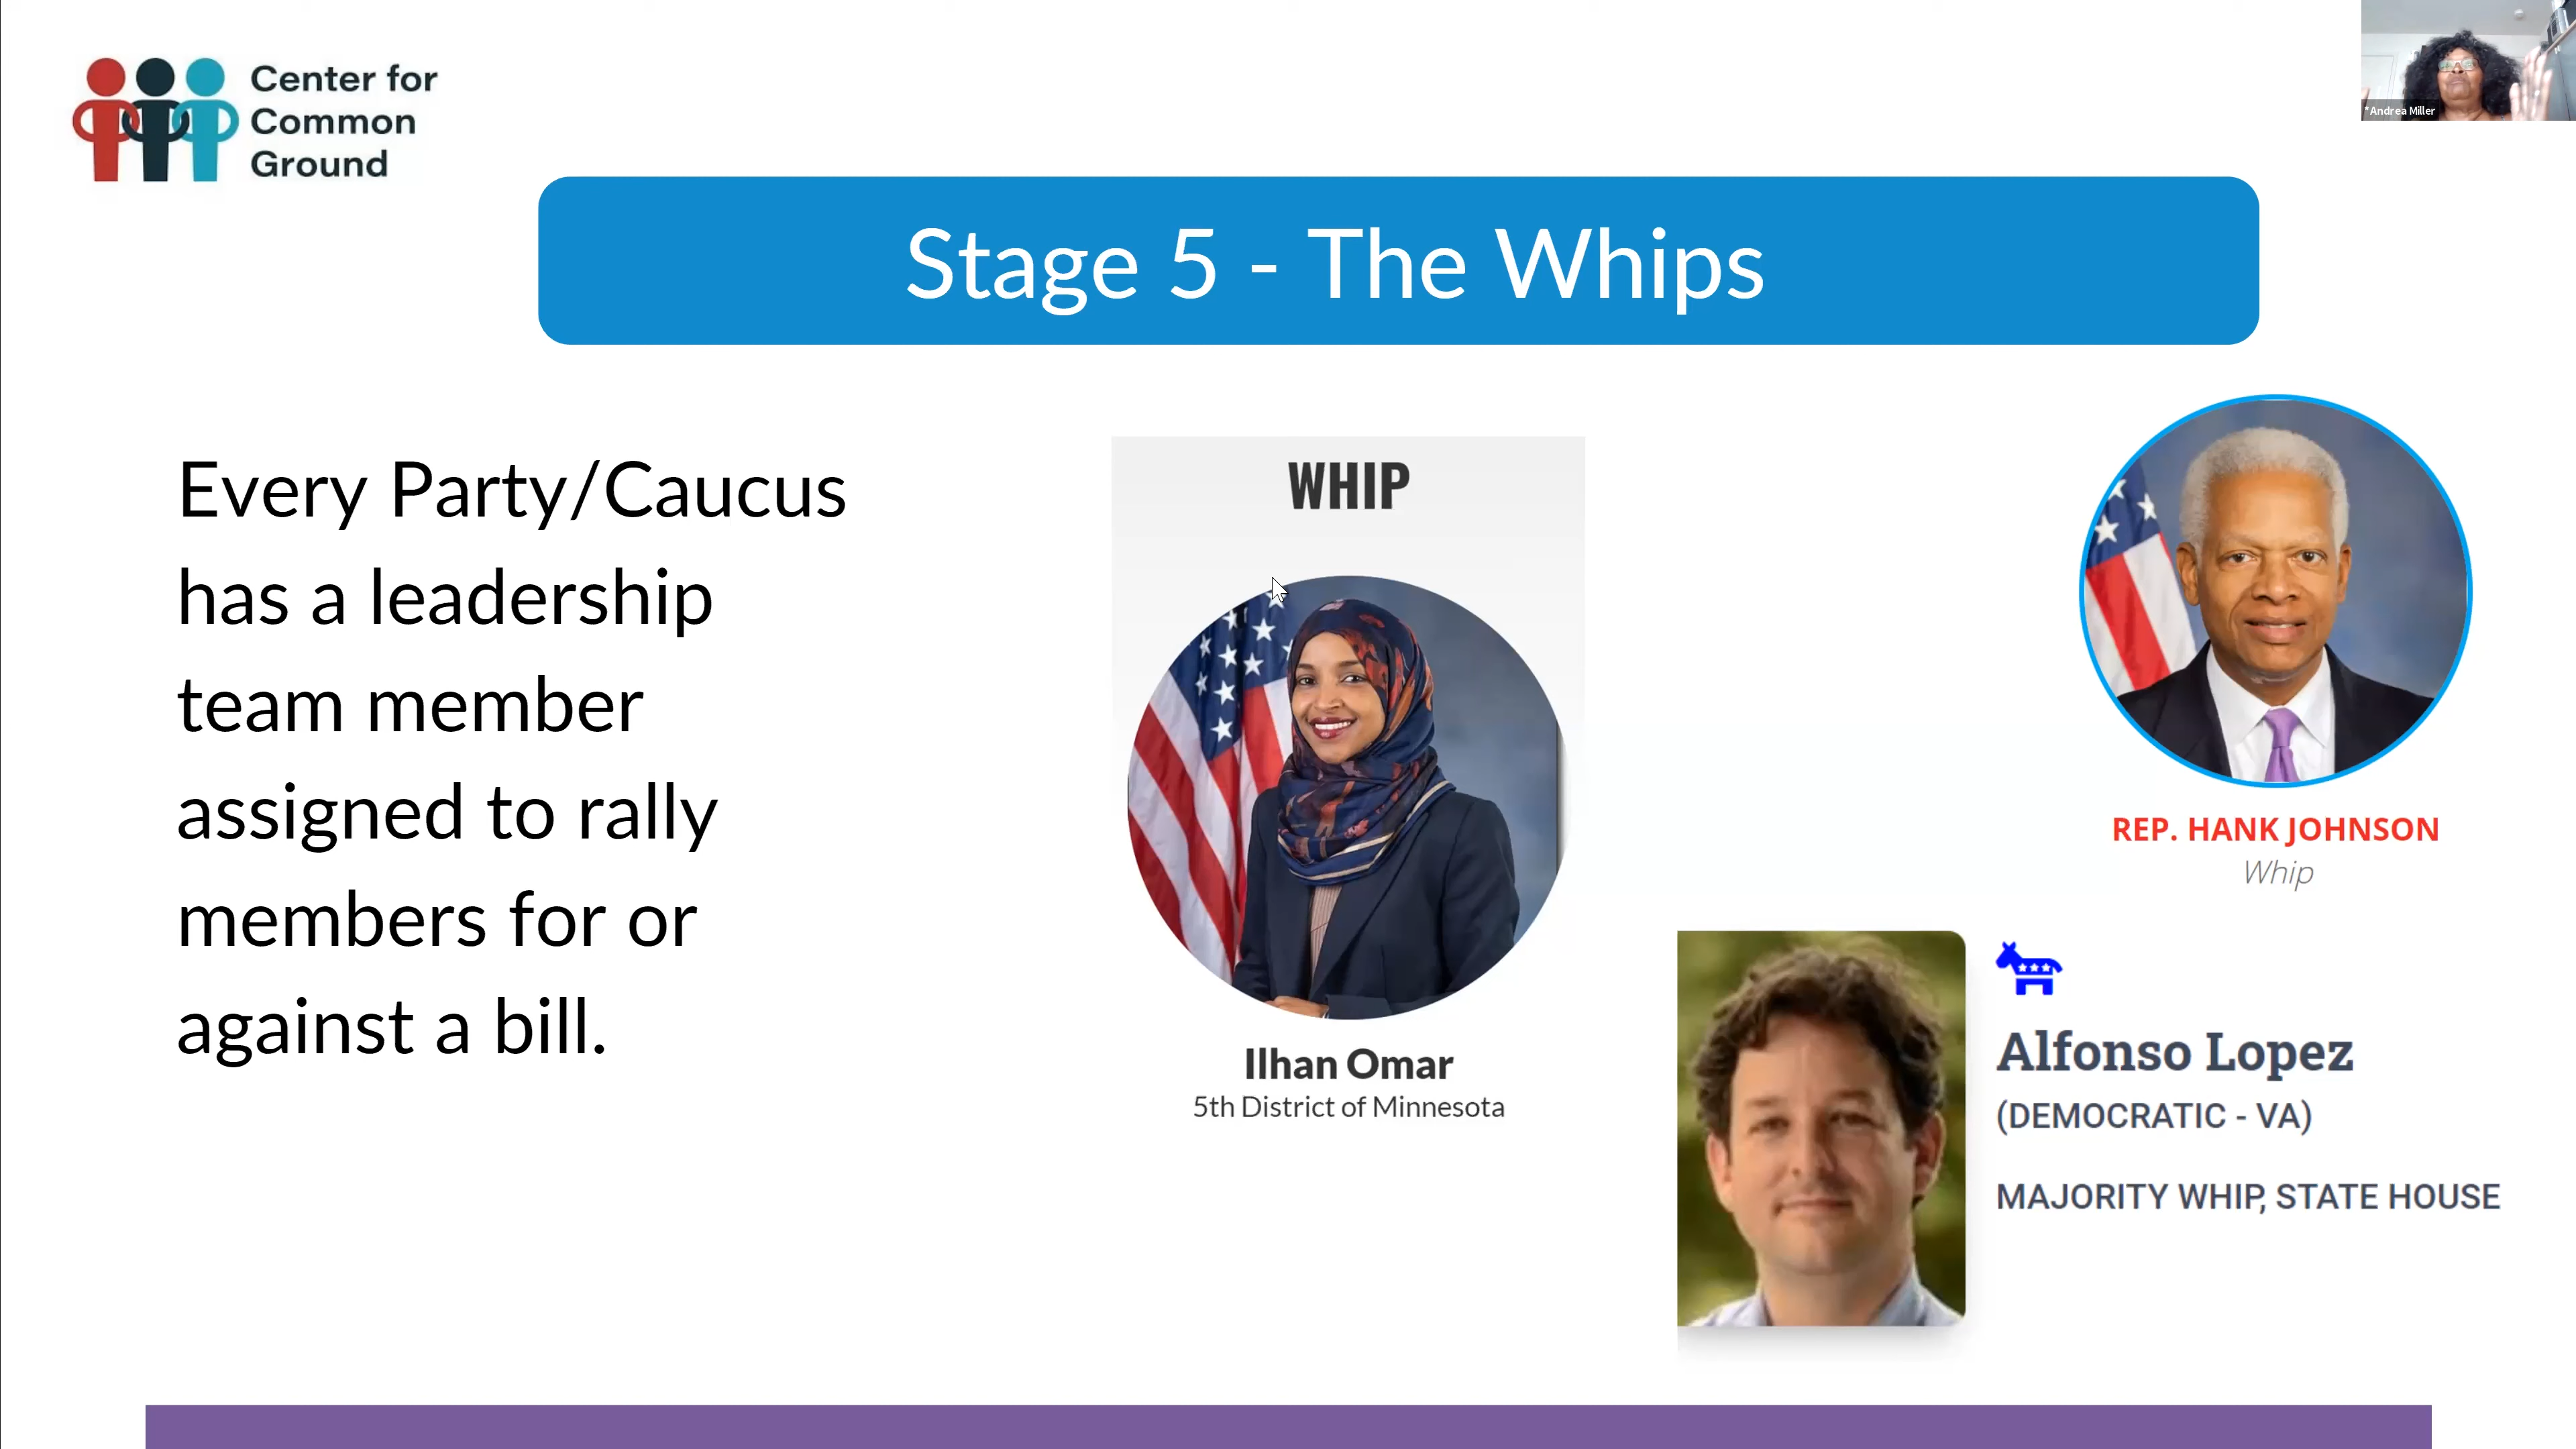 Center for
Common
Ground
*Andrea Miller
Stage 5 - The Whips
Every Party/Caucus
has a leadership
team member
assigned to rally
members for or
against a bill.
WHIP
Ilhan Omar
5th District of Minnesota
REP. HANK JOHNSON
Whip
Alfonso Lopez
(DEMOCRATIC - VA)
MAJORITY WHIP, STATE HOUSE